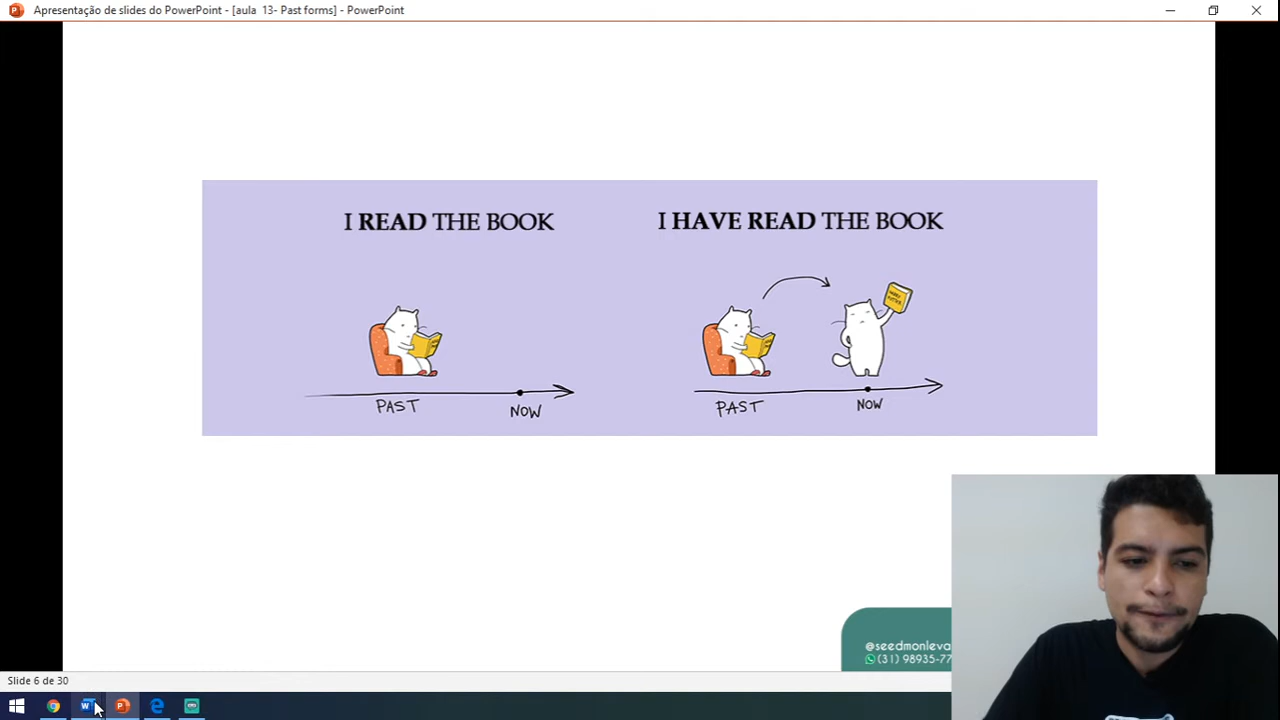 Apresentação de slides do PowerPoint - [aula 13- Past forms] - PowerPoint
I READ THE BOOK
I HAVE READ THE BOOK
PAST
NOW
PAST
NOW
@seedmonleva
(31) 98935-77
Slide 6 de 30